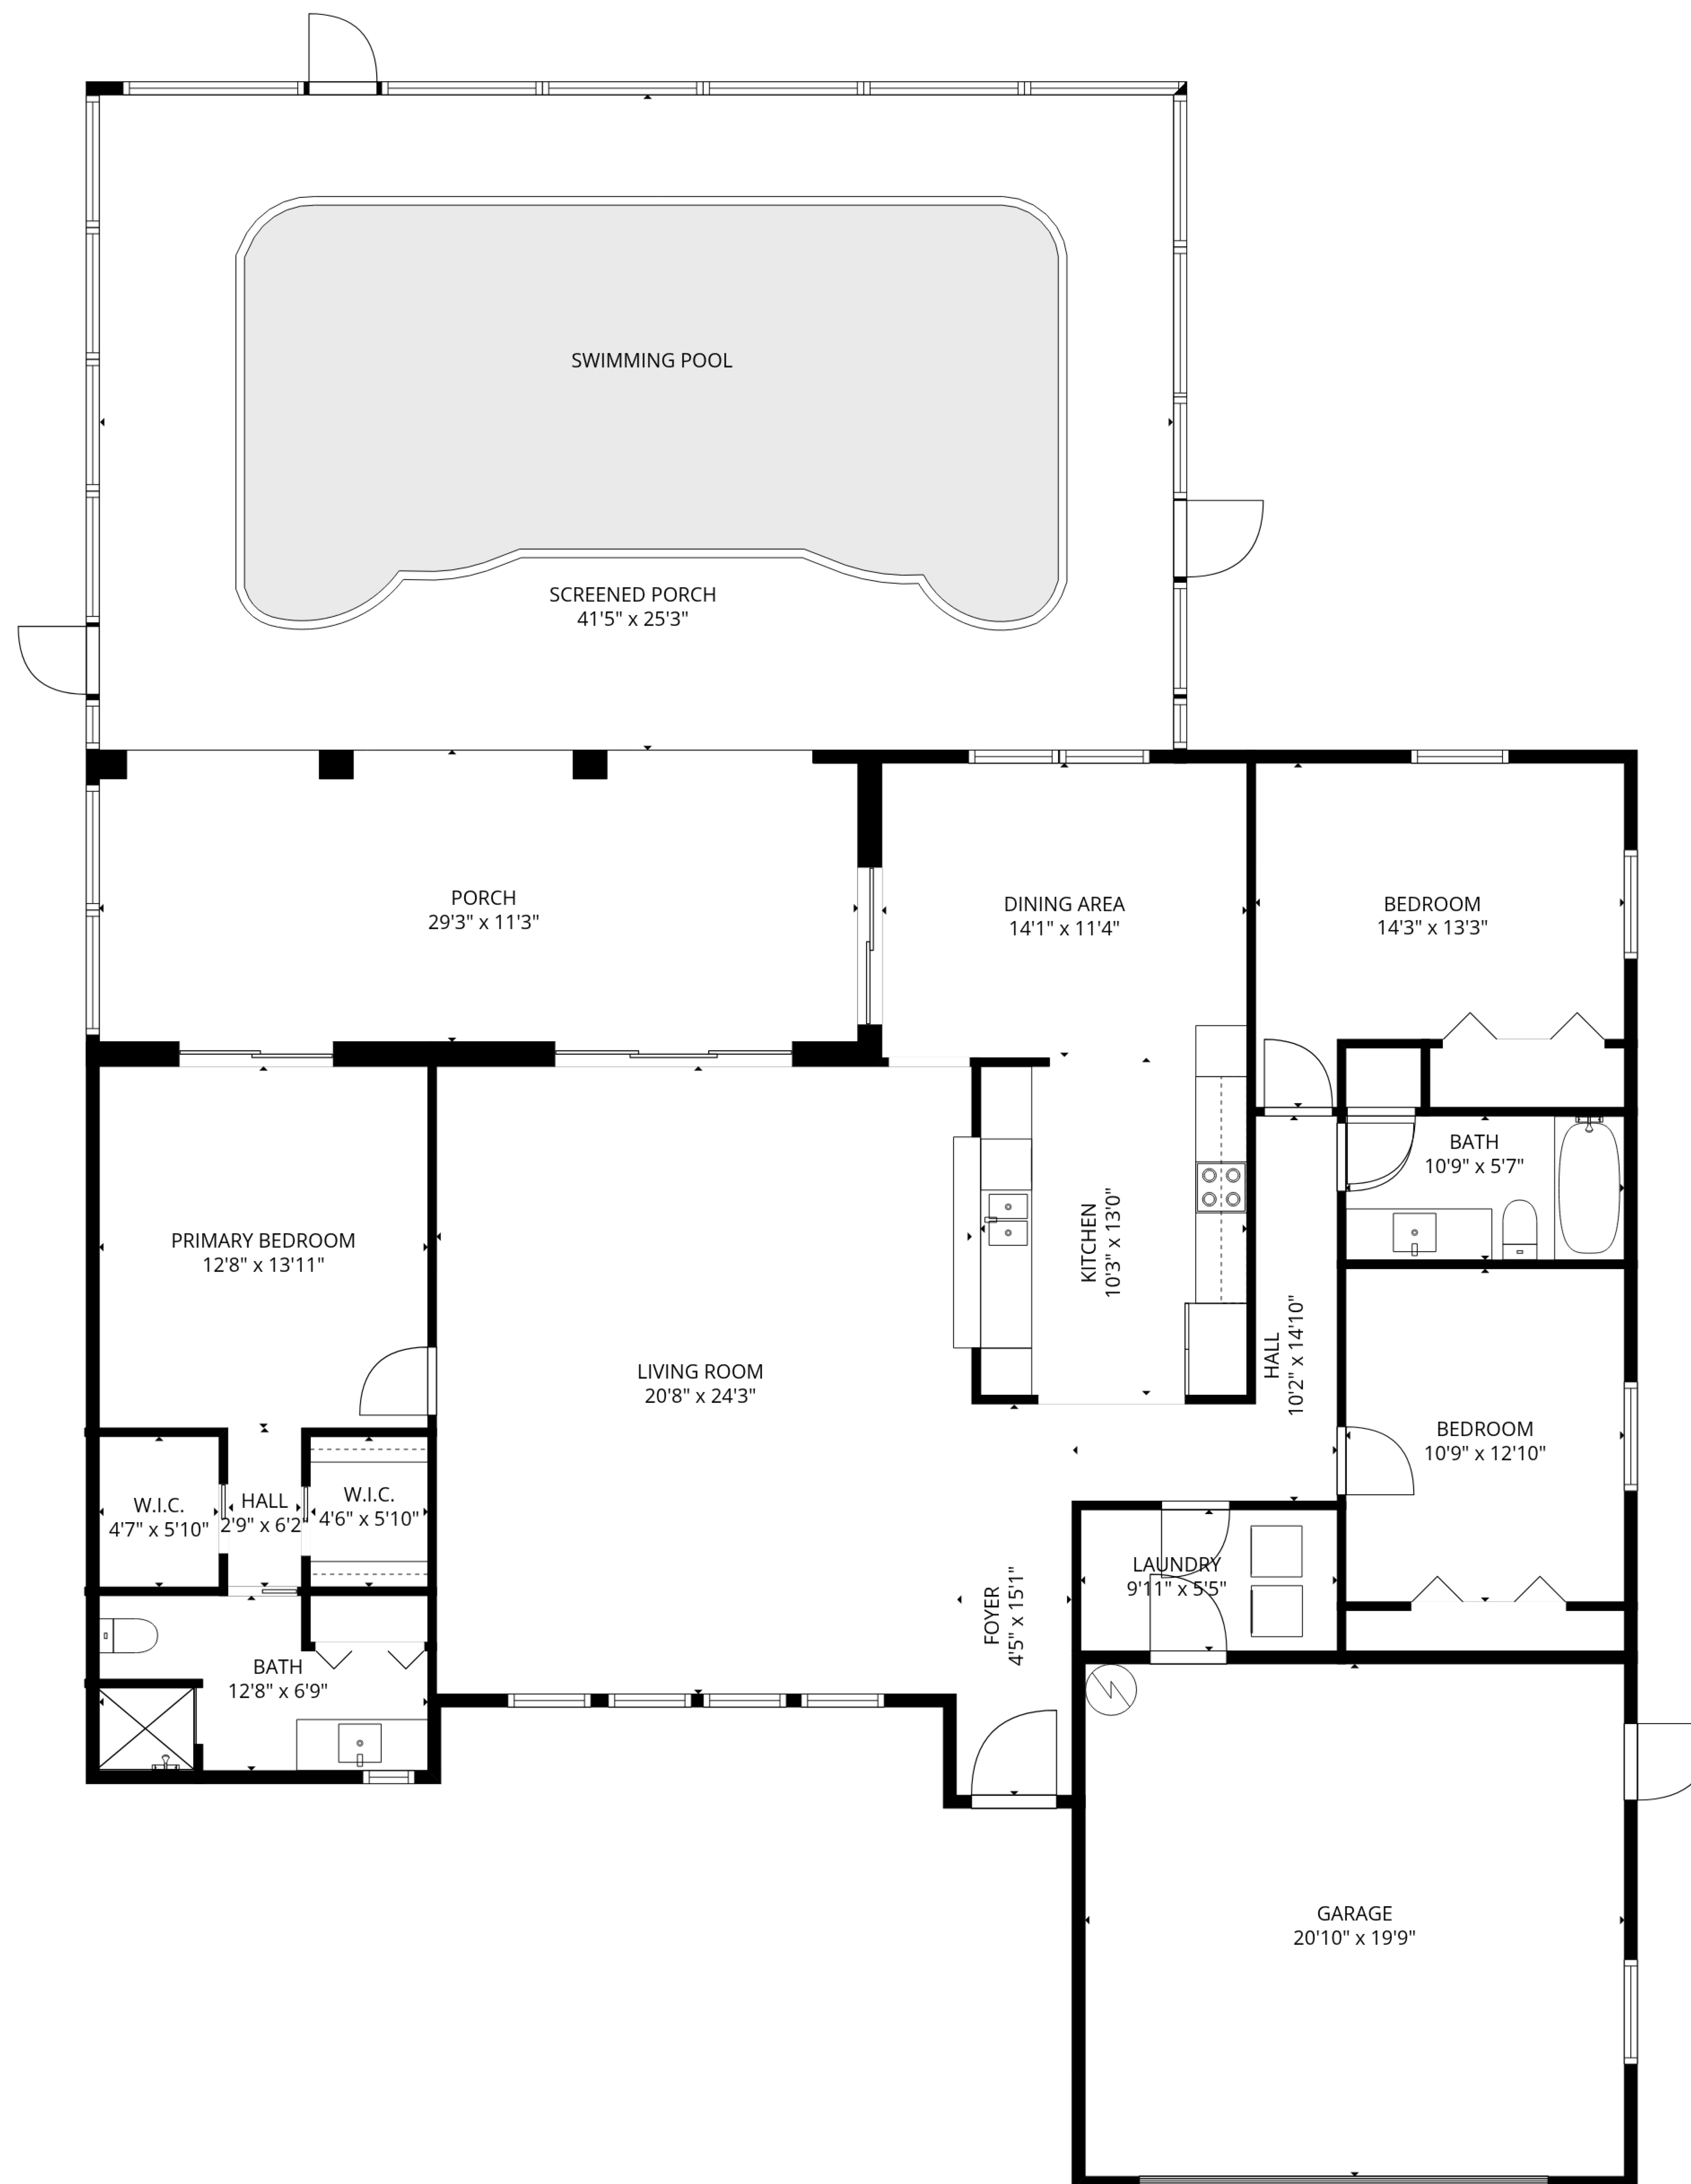 SWIMMING POOL
SCREENED PORCH
41'5" x 25'3"
PORCH
29'3" x 11'3"
DINING AREA
14'1" x 11'4"
BEDROOM
14'3" x 13'3"
BATH
10'9" x 5'7"
PRIMARY BEDROOM
12'8" x 13'11"
KITCHEN
10'3" x 13'0"
LIVING ROOM
20'8" x 24'3"
HALL
10'2" x 14'10"
BEDROOM
10'9" x 12'10"
W.I.C.
4'7" x 5'10"
HALL
2'9" x 6'2"
W.I.C.
4'6" x 5'10"
LAUNDRY
9'11" x 5'5"
FOYER
4'5" x 15'1"
BATH
12'8" x 6'9"
GARAGE
20'10" x 19'9"